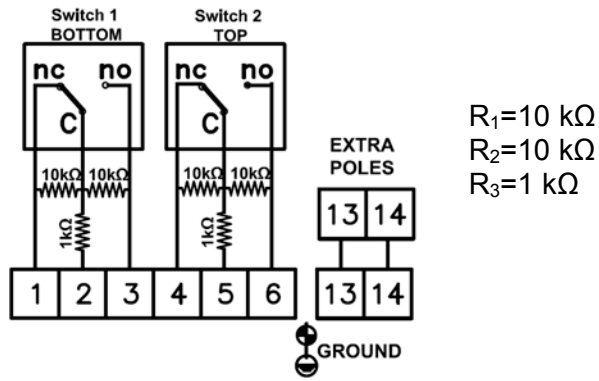 Switch 1
BOTTOM
Switch 2
TOP
nc no
C
nc no
C
10kΩ 10kΩ
1kΩ
10kΩ 10kΩ
1kΩ
EXTRA
POLES
13 14
1 2 3 4 5 6
13 14
GROUND
R₁=10 kΩ
R₂=10 kΩ
R₃=1 kΩ